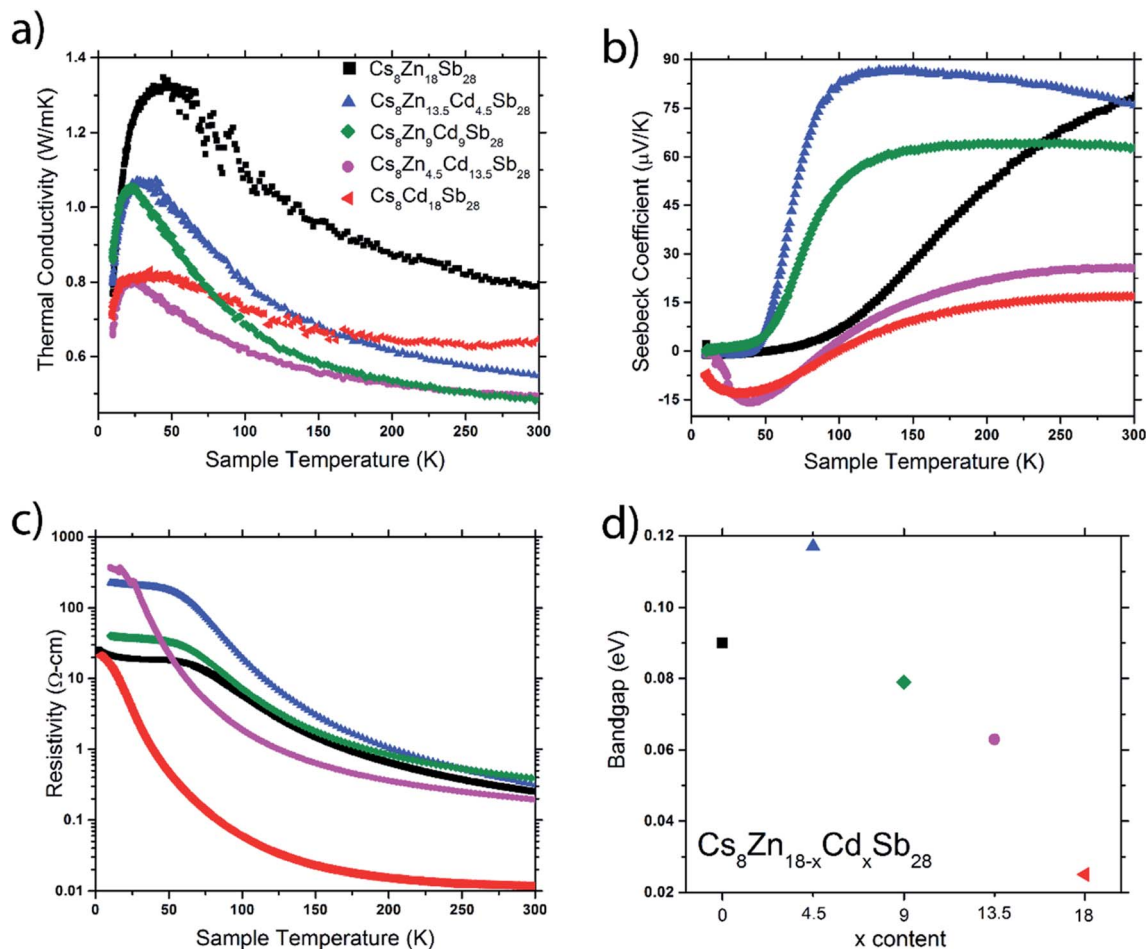 a)
Thermal Conductivity (W/mK)
1.4
1.2
1.0
0.8
0.6
0 50 100 150 200 250 300
Sample Temperature (K)
Cs8Zn18Sb28
Cs8Zn13.5Cd4.5Sb28
Cs8Zn9Cd9Sb28
Cs8Zn4.5Cd13.5Sb28
Cs8Cd18Sb28
b)
Seebeck Coefficient (μV/K)
90
75
60
45
30
15
0
-15
0 50 100 150 200 250 300
Sample Temperature (K)
c)
Resistivity (Ω-cm)
1000
100
10
1
0.1
0.01
0 50 100 150 200 250 300
Sample Temperature (K)
d)
Bandgap (eV)
0.12
0.10
0.08
0.06
0.04
0.02
Cs8Zn18-xCdxSb28
0 4.5 9 13.5 18
x content